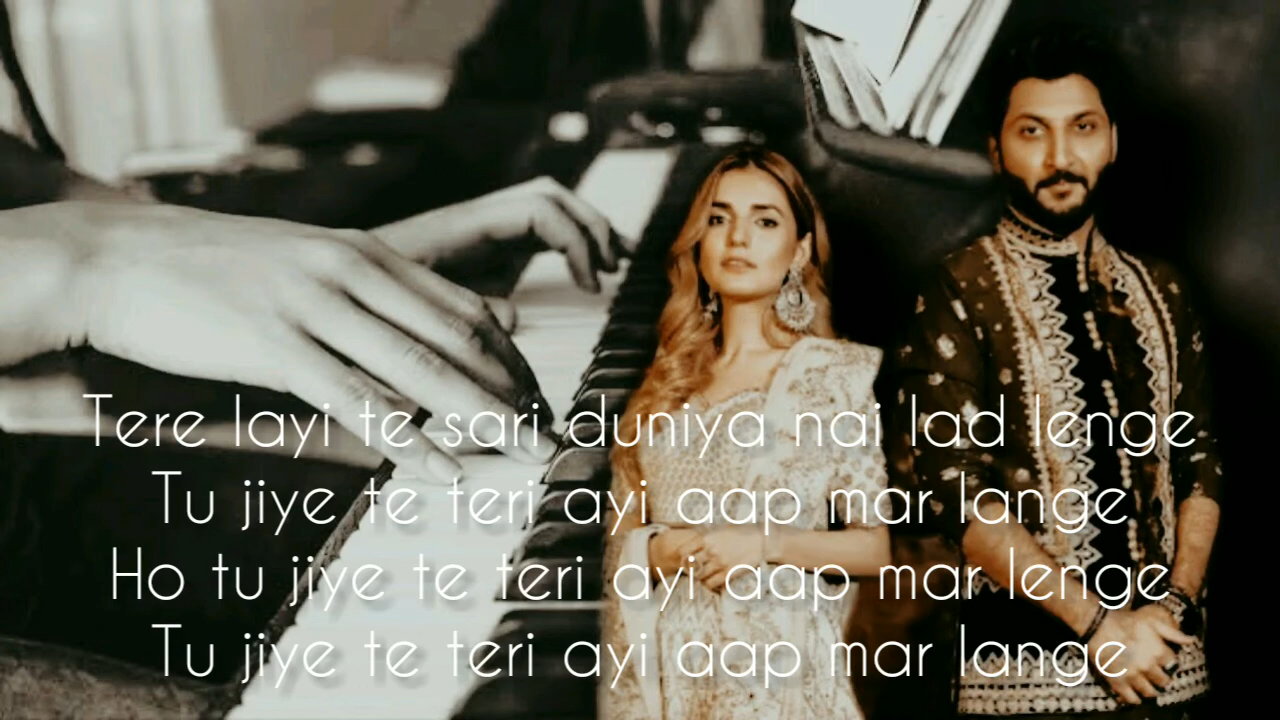 Tere layi te sari duniya nai lad lenge
Tu jiye te teri ayi aap mar lange
Ho tu jiye te teri ayi aap mar lenge
Tu jiye te teri ayi aap mar lange